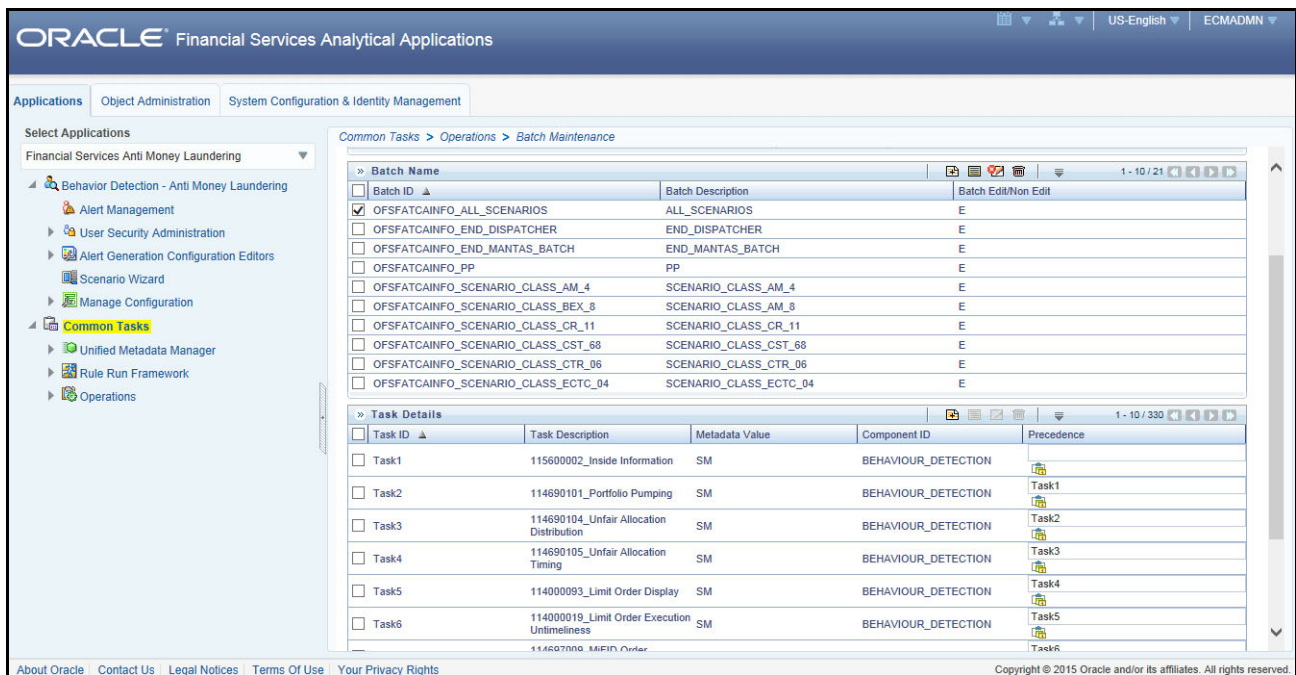 US-English
ECMADMN
ORACLE® Financial Services Analytical Applications
Applications
Object Administration
System Configuration & Identity Management
Select Applications
Financial Services Anti Money Laundering
Behavior Detection - Anti Money Laundering
Alert Management
User Security Administration
Alert Generation Configuration Editors
Scenario Wizard
Manage Configuration
Common Tasks
Unified Metadata Manager
Rule Run Framework
Operations
Common Tasks > Operations > Batch Maintenance
» Batch Name 1 - 10 / 21
Batch ID Batch Description Batch Edit/Non Edit
OFSFATCAINFO_ALL_SCENARIOS ALL_SCENARIOS E
OFSFATCAINFO_END_DISPATCHER END_DISPATCHER E
OFSFATCAINFO_END_MANTAS_BATCH END_MANTAS_BATCH E
OFSFATCAINFO_PP PP E
OFSFATCAINFO_SCENARIO_CLASS_AM_4 SCENARIO_CLASS_AM_4 E
OFSFATCAINFO_SCENARIO_CLASS_BEX_8 SCENARIO_CLASS_AM_8 E
OFSFATCAINFO_SCENARIO_CLASS_CR_11 SCENARIO_CLASS_CR_11 E
OFSFATCAINFO_SCENARIO_CLASS_CST_68 SCENARIO_CLASS_CST_68 E
OFSFATCAINFO_SCENARIO_CLASS_CTR_06 SCENARIO_CLASS_CTR_06 E
OFSFATCAINFO_SCENARIO_CLASS_ECTC_04 SCENARIO_CLASS_ECTC_04 E
» Task Details 1 - 10 / 330
Task ID Task Description Metadata Value Component ID Precedence
Task1 115600002_Inside Information SM BEHAVIOUR_DETECTION
Task2 114690101_Portfolio Pumping SM BEHAVIOUR_DETECTION Task1
Task3 114690104_Unfair Allocation Distribution SM BEHAVIOUR_DETECTION Task2
Task4 114690105_Unfair Allocation Timing SM BEHAVIOUR_DETECTION Task3
Task5 114000093_Limit Order Display SM BEHAVIOUR_DETECTION Task4
Task6 114000019_Limit Order Execution Untimeliness SM BEHAVIOUR_DETECTION Task5
114697009_MiFID Order Task6
About Oracle Contact Us Legal Notices Terms Of Use Your Privacy Rights
Copyright © 2015 Oracle and/or its affiliates. All rights reserved.